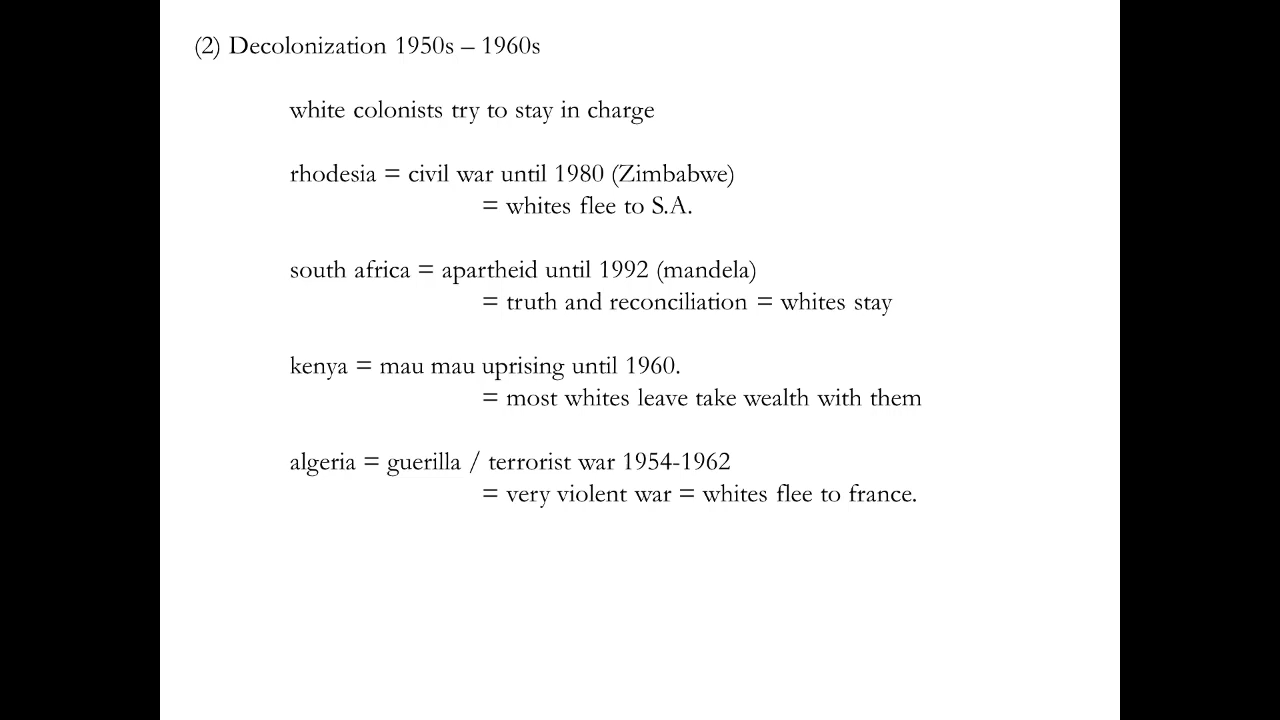 (2) Decolonization 1950s – 1960s
white colonists try to stay in charge
rhodesia = civil war until 1980 (Zimbabwe)
= whites flee to S.A.
south africa = apartheid until 1992 (mandela)
= truth and reconciliation = whites stay
kenya = mau mau uprising until 1960.
= most whites leave take wealth with them
algeria = guerilla / terrorist war 1954-1962
= very violent war = whites flee to france.